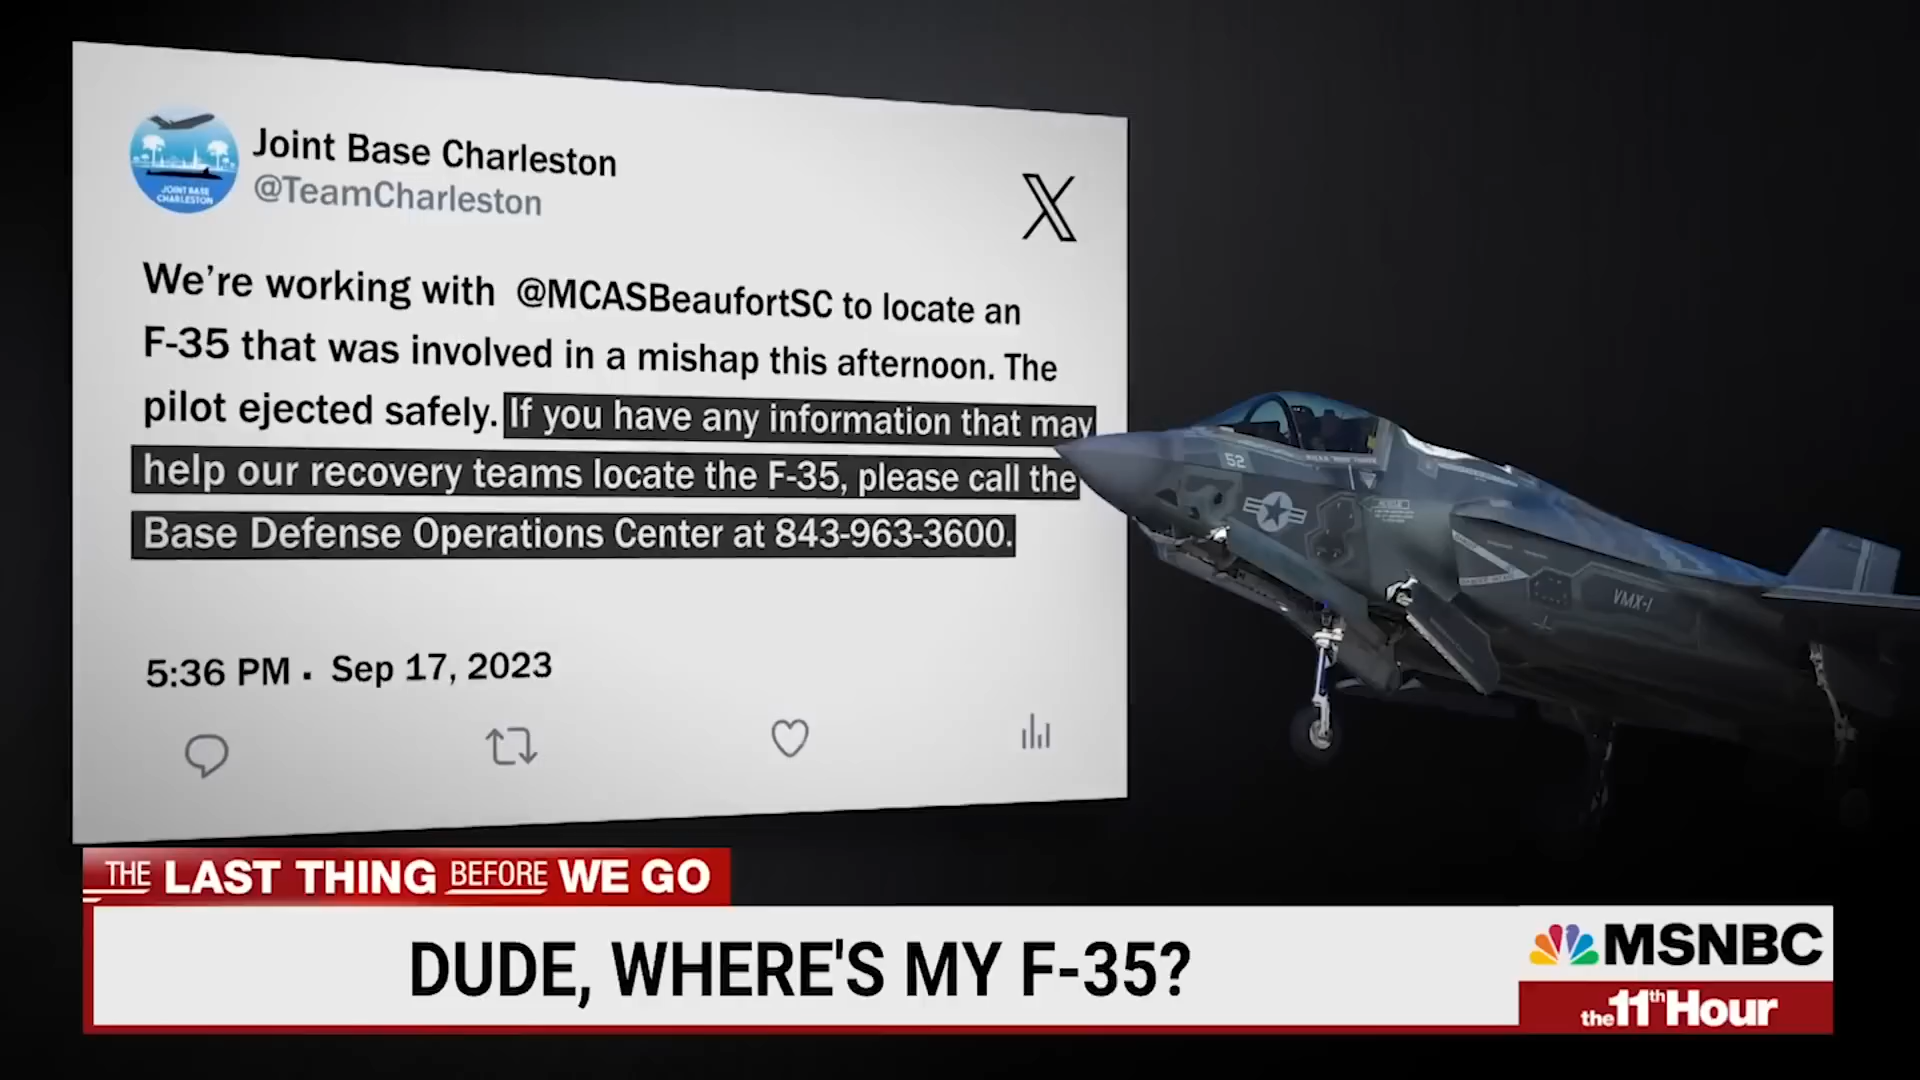 JOINT BASE
CHARLESTON
Joint Base Charleston
@TeamCharleston
We're working with @MCASBeaufortSC to locate an
F-35 that was involved in a mishap this afternoon. The
pilot ejected safely. If you have any information that may
help our recovery teams locate the F-35, please call the
Base Defense Operations Center at 843-963-3600.
5:36 PM · Sep 17, 2023
52
VMX-1
THE LAST THING BEFORE WE GO
DUDE, WHERE'S MY F-35?
MSNBC
the 11th Hour